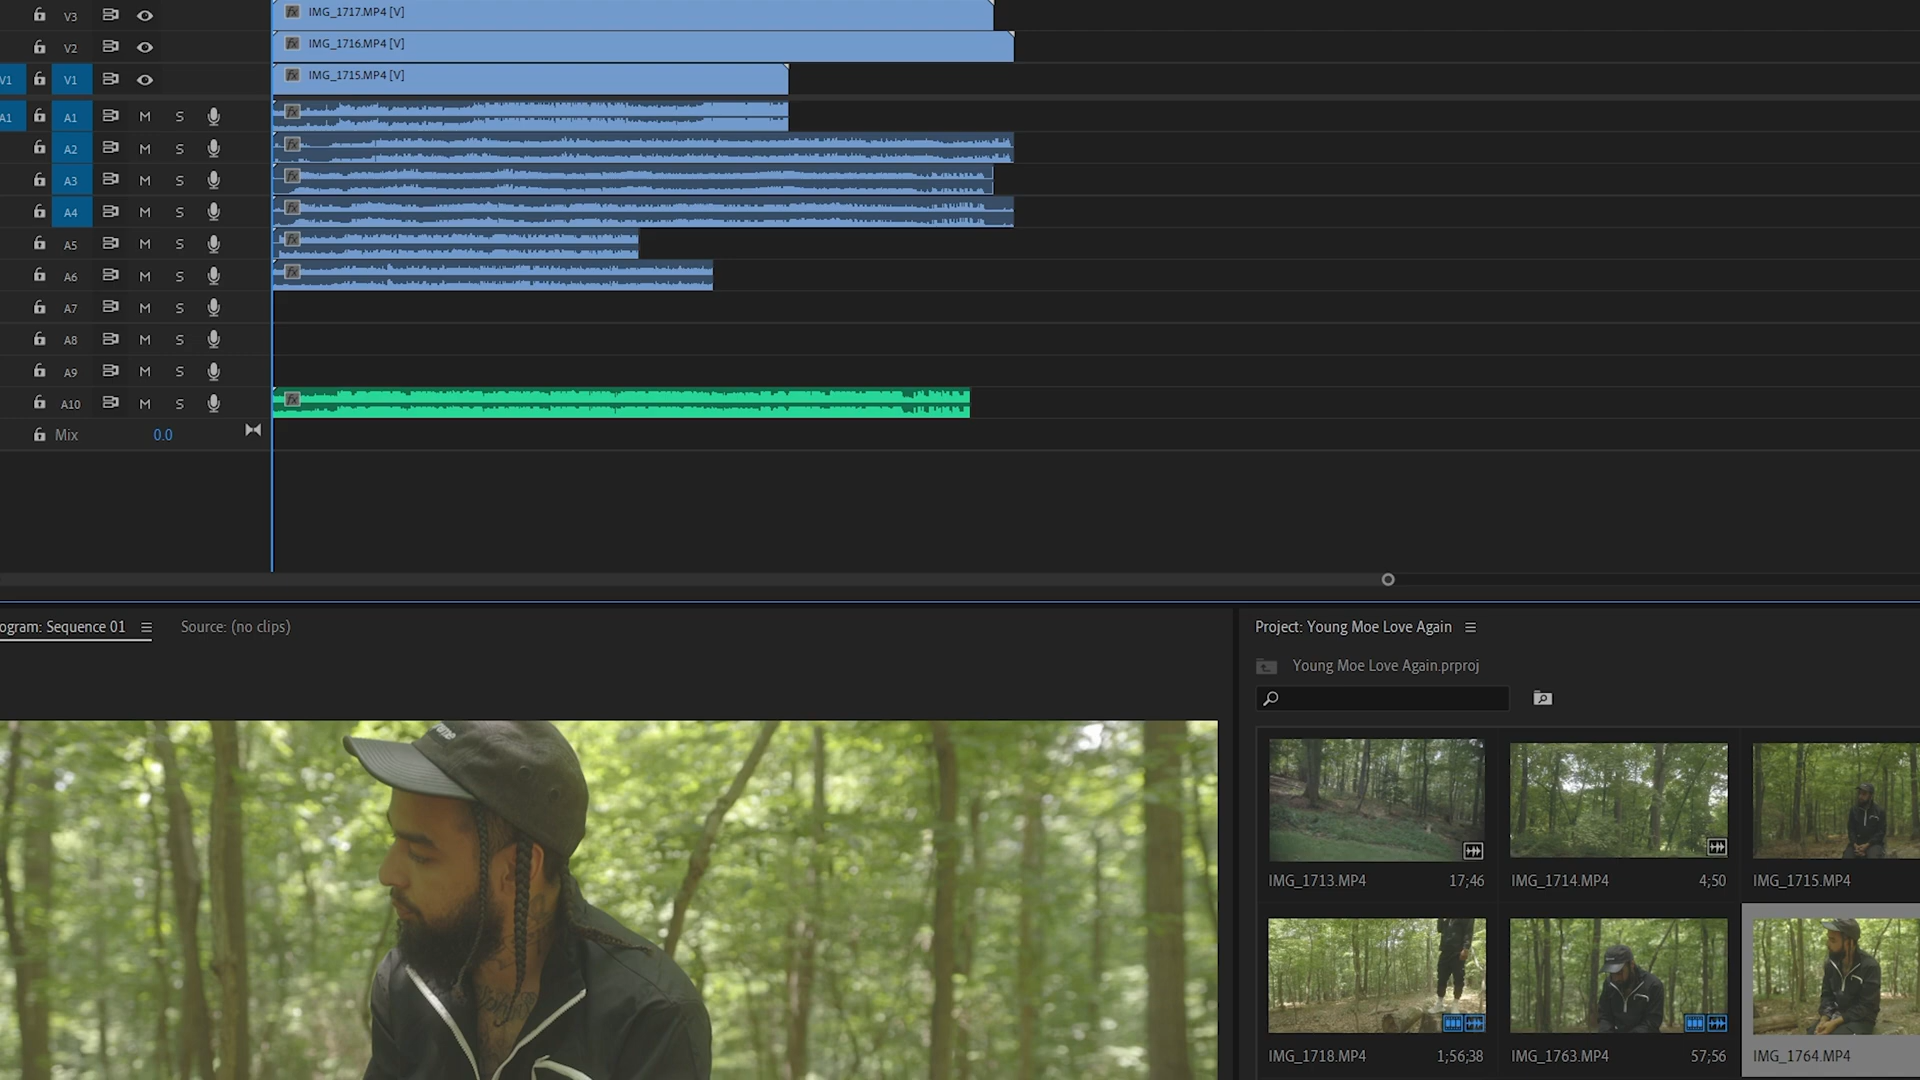 V3 IMG_1717.MP4 [V]
V2 IMG_1716.MP4 [V]
V1 V1 IMG_1715.MP4 [V]
A1 A1 M S
A2 M S
A3 M S
A4 M S
A5 M S
A6 M S
A7 M S
A8 M S
A9 M S
A10 M S
Mix 0.0
ogram: Sequence 01
Source: (no clips)
Project: Young Moe Love Again
Young Moe Love Again.prproj
IMG_1713.MP4 17;46
IMG_1714.MP4 4;50
IMG_1715.MP4
IMG_1718.MP4 1;56;38
IMG_1763.MP4 57;56
IMG_1764.MP4